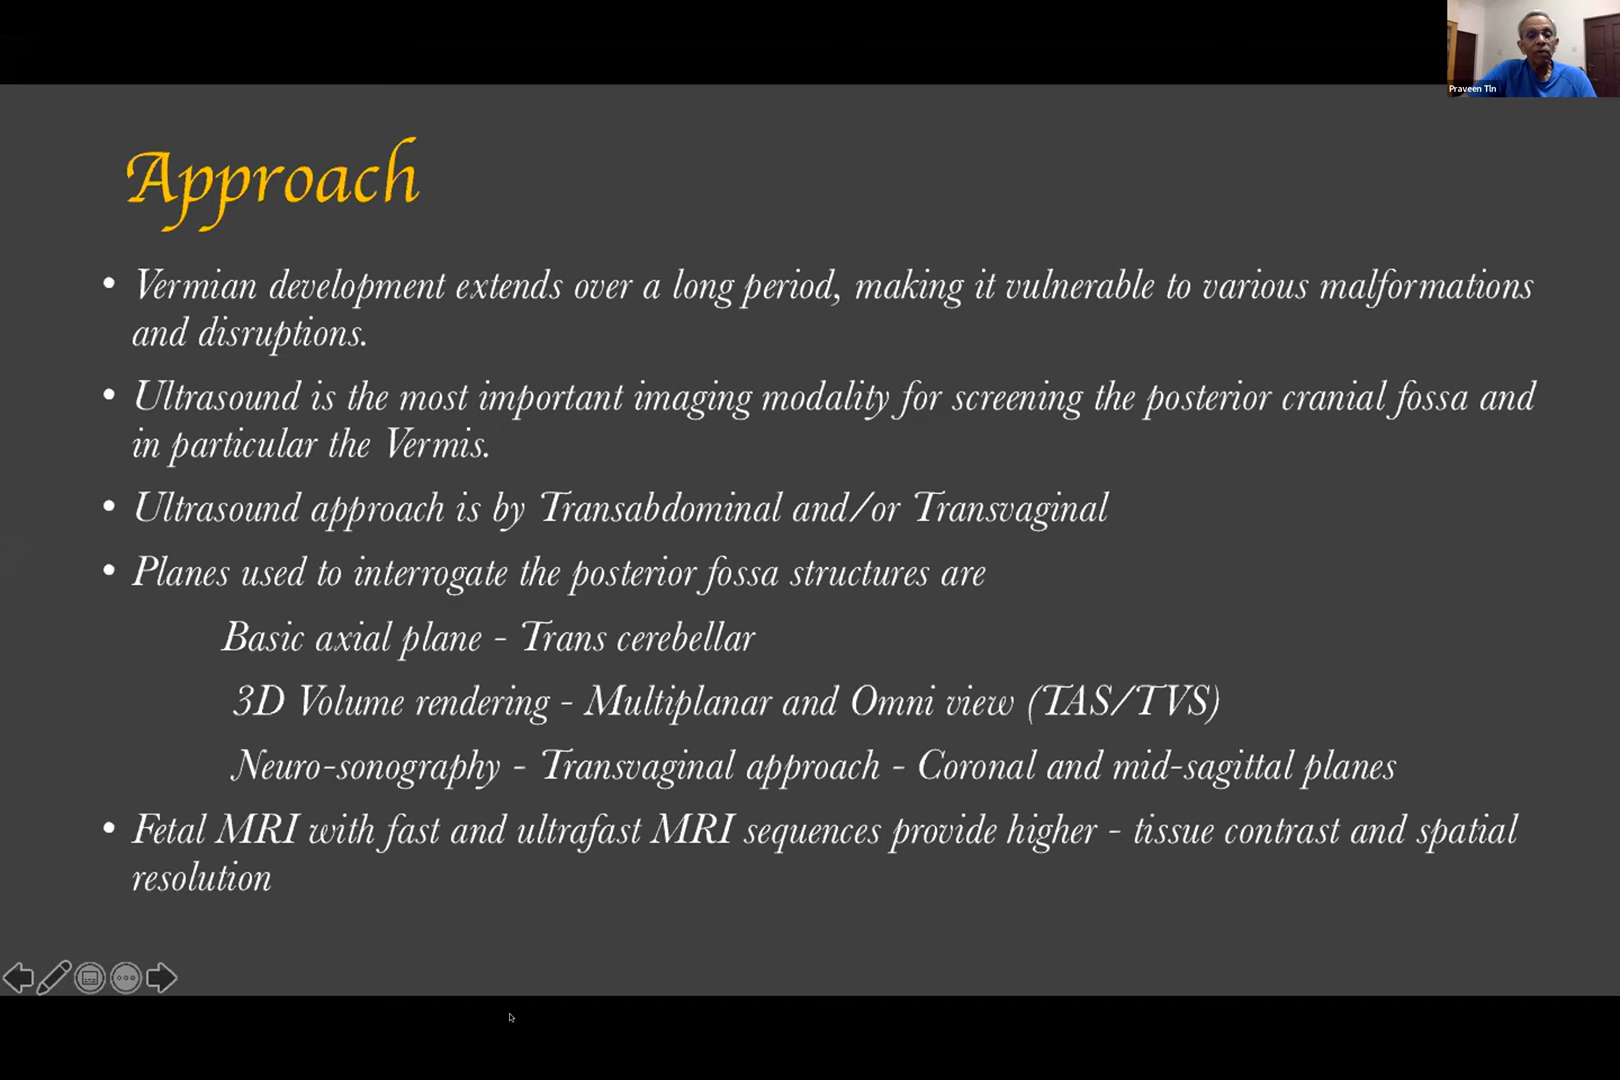 Praveen Tln
Approach
• Vermian development extends over a long period, making it vulnerable to various malformations
and disruptions.
• Ultrasound is the most important imaging modality for screening the posterior cranial fossa and
in particular the Vermis.
• Ultrasound approach is by Transabdominal and/or Transvaginal
• Planes used to interrogate the posterior fossa structures are
Basic axial plane - Trans cerebellar
3D Volume rendering - Multiplanar and Omni view (TAS/TVS)
Neuro-sonography - Transvaginal approach - Coronal and mid-sagittal planes
• Fetal MRI with fast and ultrafast MRI sequences provide higher - tissue contrast and spatial
resolution